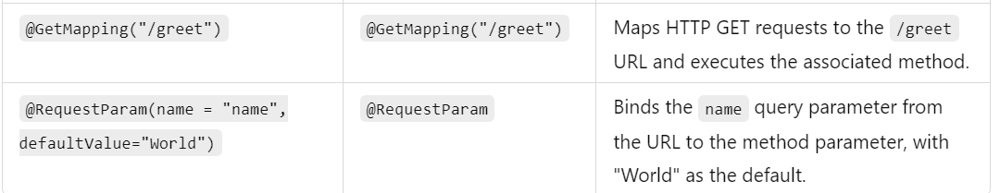 @GetMapping("/greet")
@GetMapping("/greet")
Maps HTTP GET requests to the /greet
URL and executes the associated method.
@RequestParam(name = "name",
defaultValue="World")
@RequestParam
Binds the name query parameter from
the URL to the method parameter, with
"World" as the default.